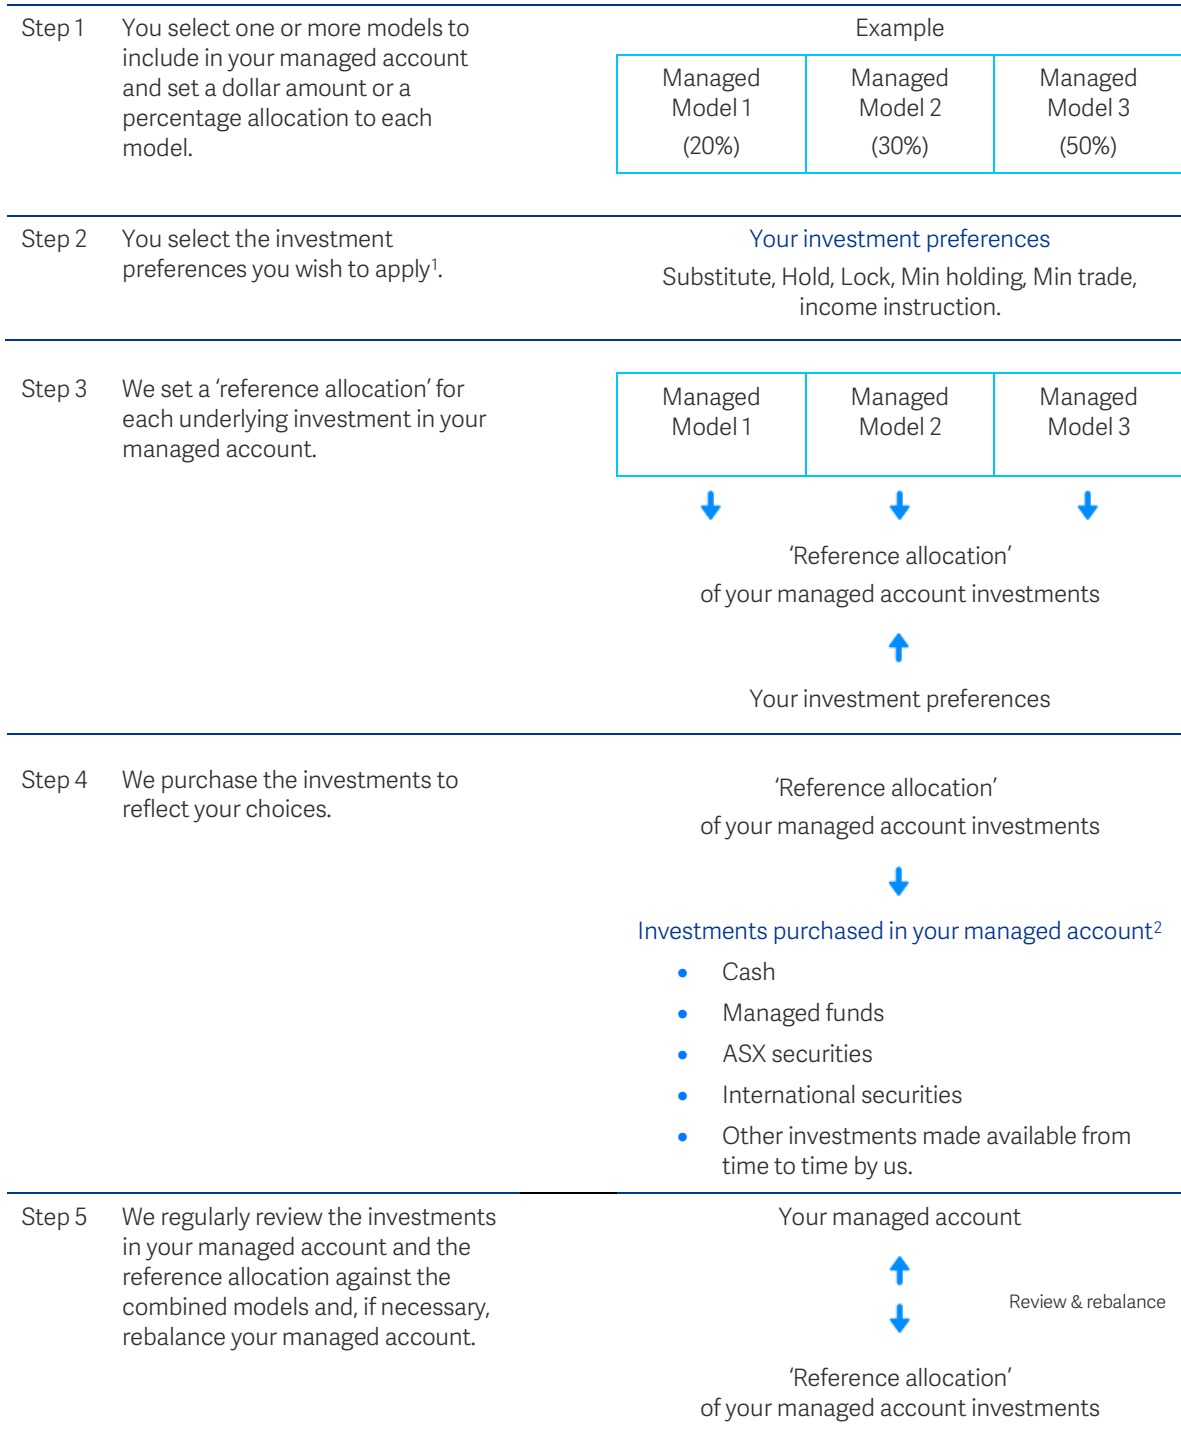 Step 1
You select one or more models to
include in your managed account
and set a dollar amount or a
percentage allocation to each
model.
Example
Managed
Model 1
(20%)
Managed
Model 2
(30%)
Managed
Model 3
(50%)
Step 2
You select the investment
preferences you wish to apply¹.
Your investment preferences
Substitute, Hold, Lock, Min holding, Min trade,
income instruction.
Step 3
We set a ‘reference allocation’ for
each underlying investment in your
managed account.
Managed
Model 1
Managed
Model 2
Managed
Model 3
‘Reference allocation’
of your managed account investments
Your investment preferences
Step 4
We purchase the investments to
reflect your choices.
‘Reference allocation’
of your managed account investments
Investments purchased in your managed account²
• Cash
• Managed funds
• ASX securities
• International securities
• Other investments made available from
time to time by us.
Step 5
We regularly review the investments
in your managed account and the
reference allocation against the
combined models and, if necessary,
rebalance your managed account.
Your managed account
Review & rebalance
‘Reference allocation’
of your managed account investments